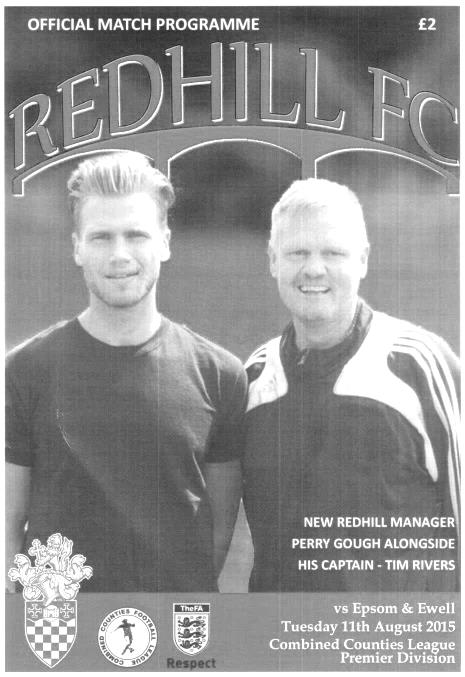 OFFICIAL MATCH PROGRAMME £2
REDHILL FC
NEW REDHILL MANAGER
PERRY GOUGH ALONGSIDE
HIS CAPTAIN - TIM RIVERS
COMBINED COUNTIES FOOTBALL LEAGUE
TheFA
Respect
vs Epsom & Ewell
Tuesday 11th August 2015
Combined Counties League
Premier Division